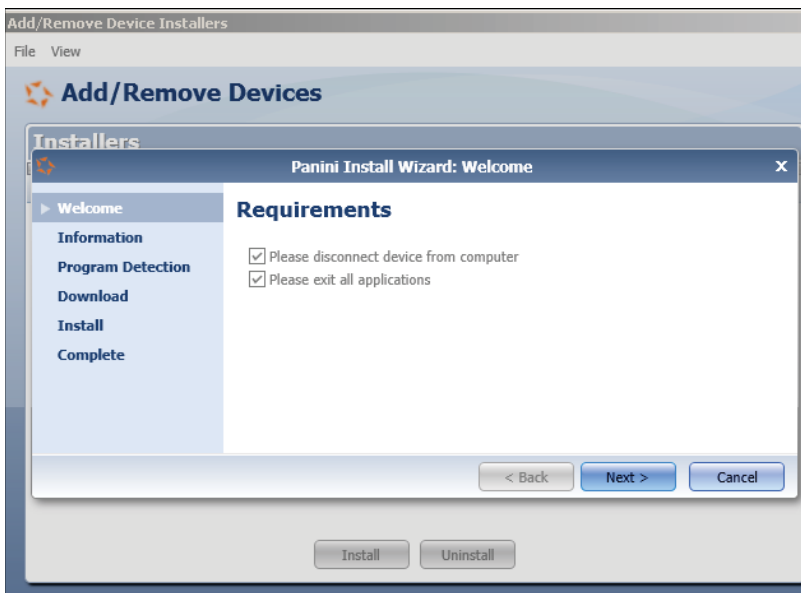 Add/Remove Device Installers
File View
Add/Remove Devices
Installers
Panini Install Wizard: Welcome x
Welcome
Information
Program Detection
Download
Install
Complete
Requirements
Please disconnect device from computer
Please exit all applications
< Back Next > Cancel
Install Uninstall